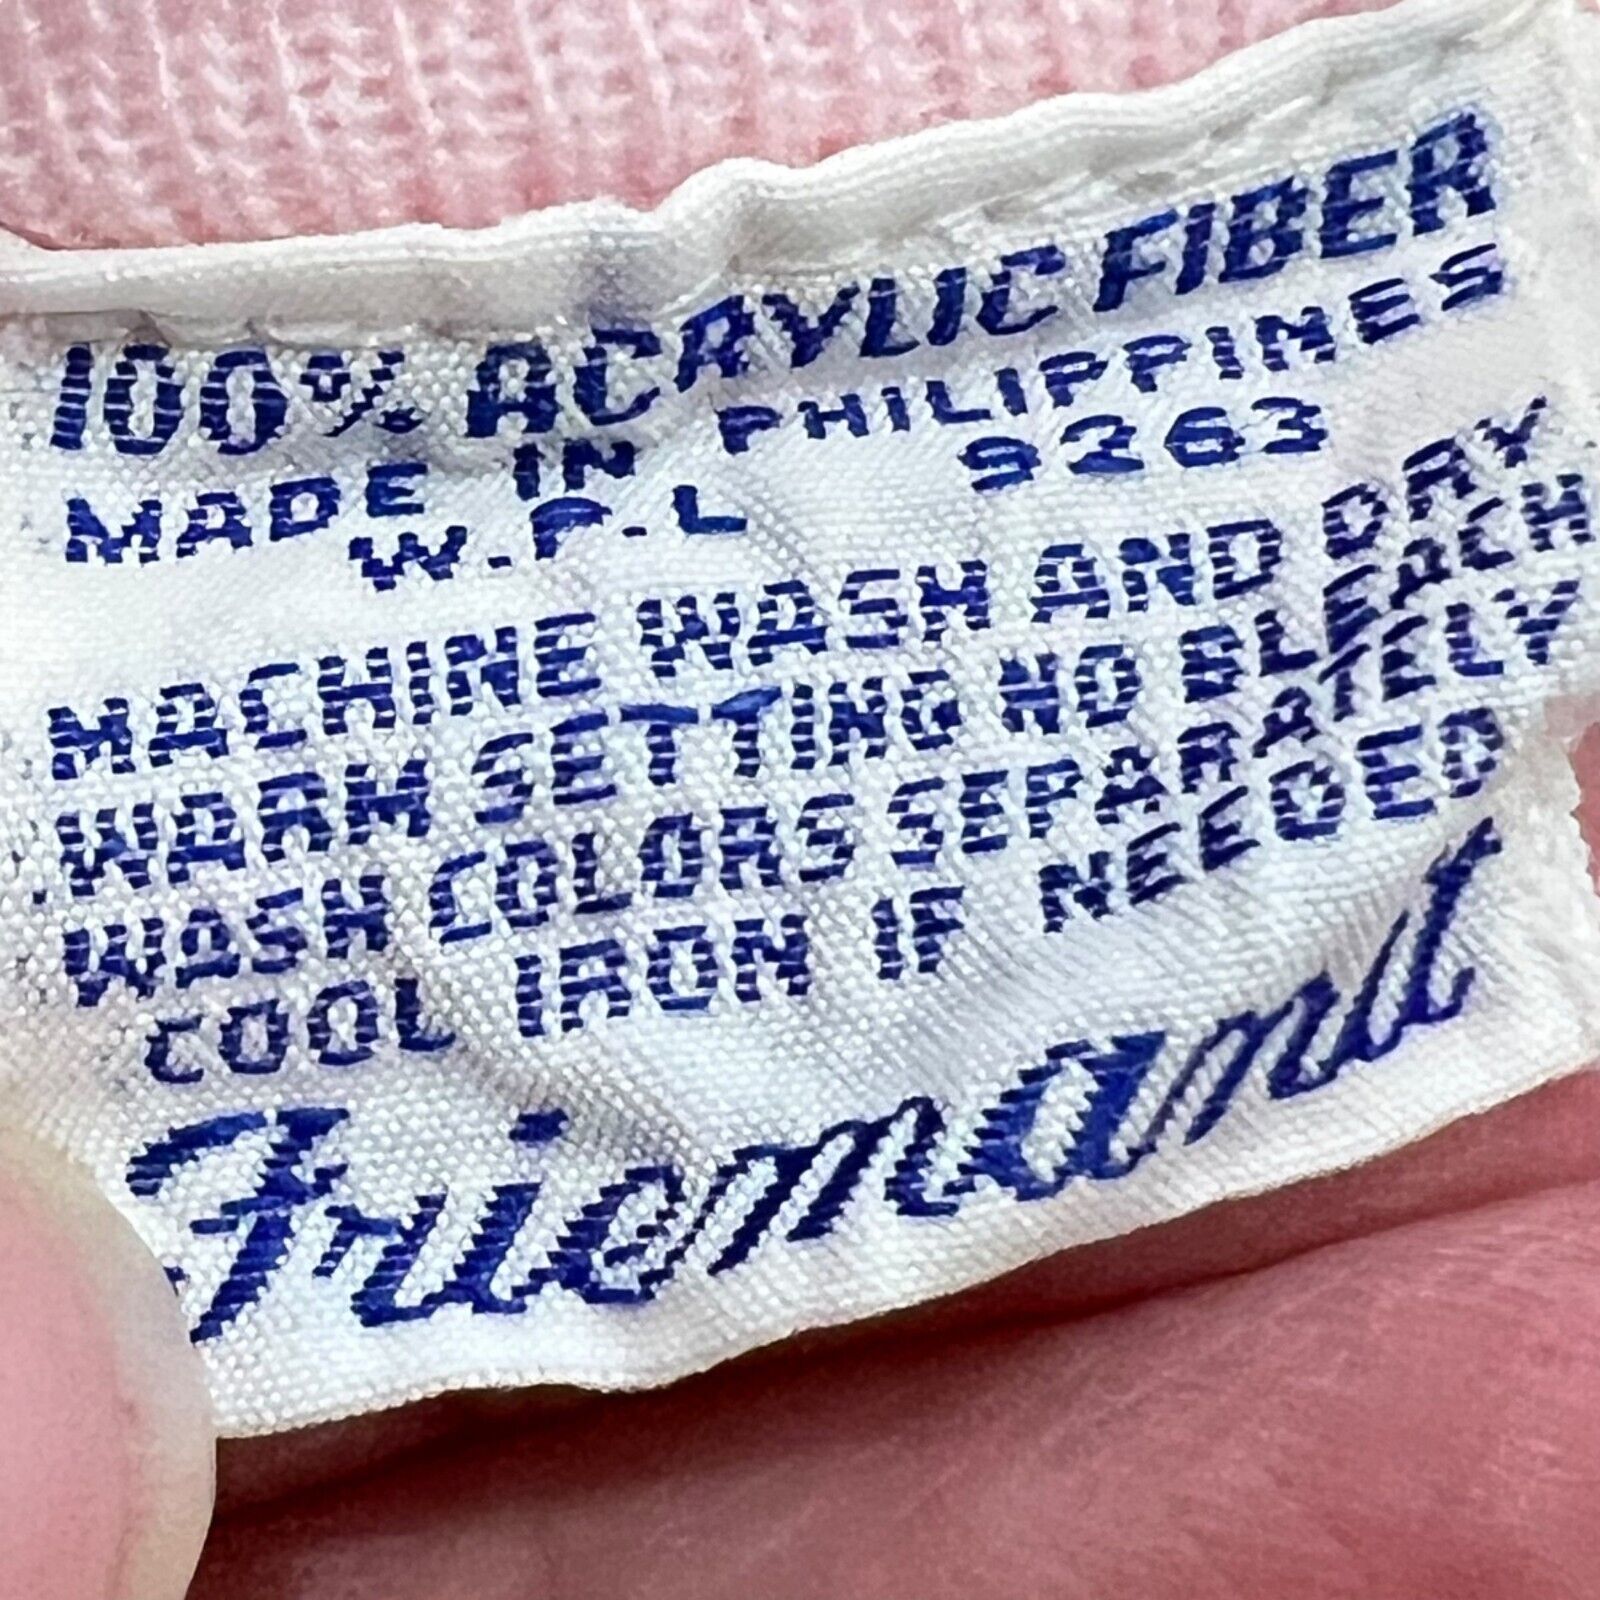 100% ACRYLIC FIBER
MADE IN PHILIPPINES
W.P.L 9263
MACHINE WASH AND DRY
WARM SETTING NO BLEACH
WASH COLORS SEPARATELY
COOL IRON IF NEEDED
Friemandt